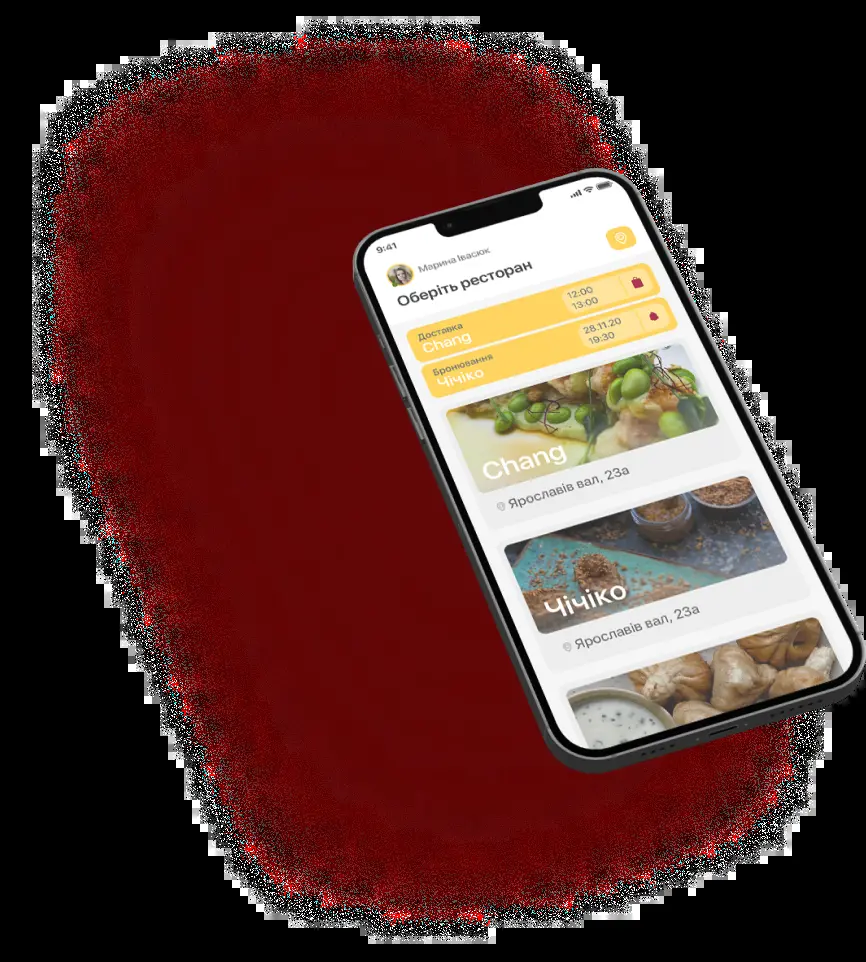 9:41
Марина Івасюк
Оберіть ресторан
Доставка
Chang
12:00
13:00
Бронювання
Чічіко
28.11.20
19:30
Chang
Ярославів вал, 23а
Чічіко
Ярославів вал, 23а